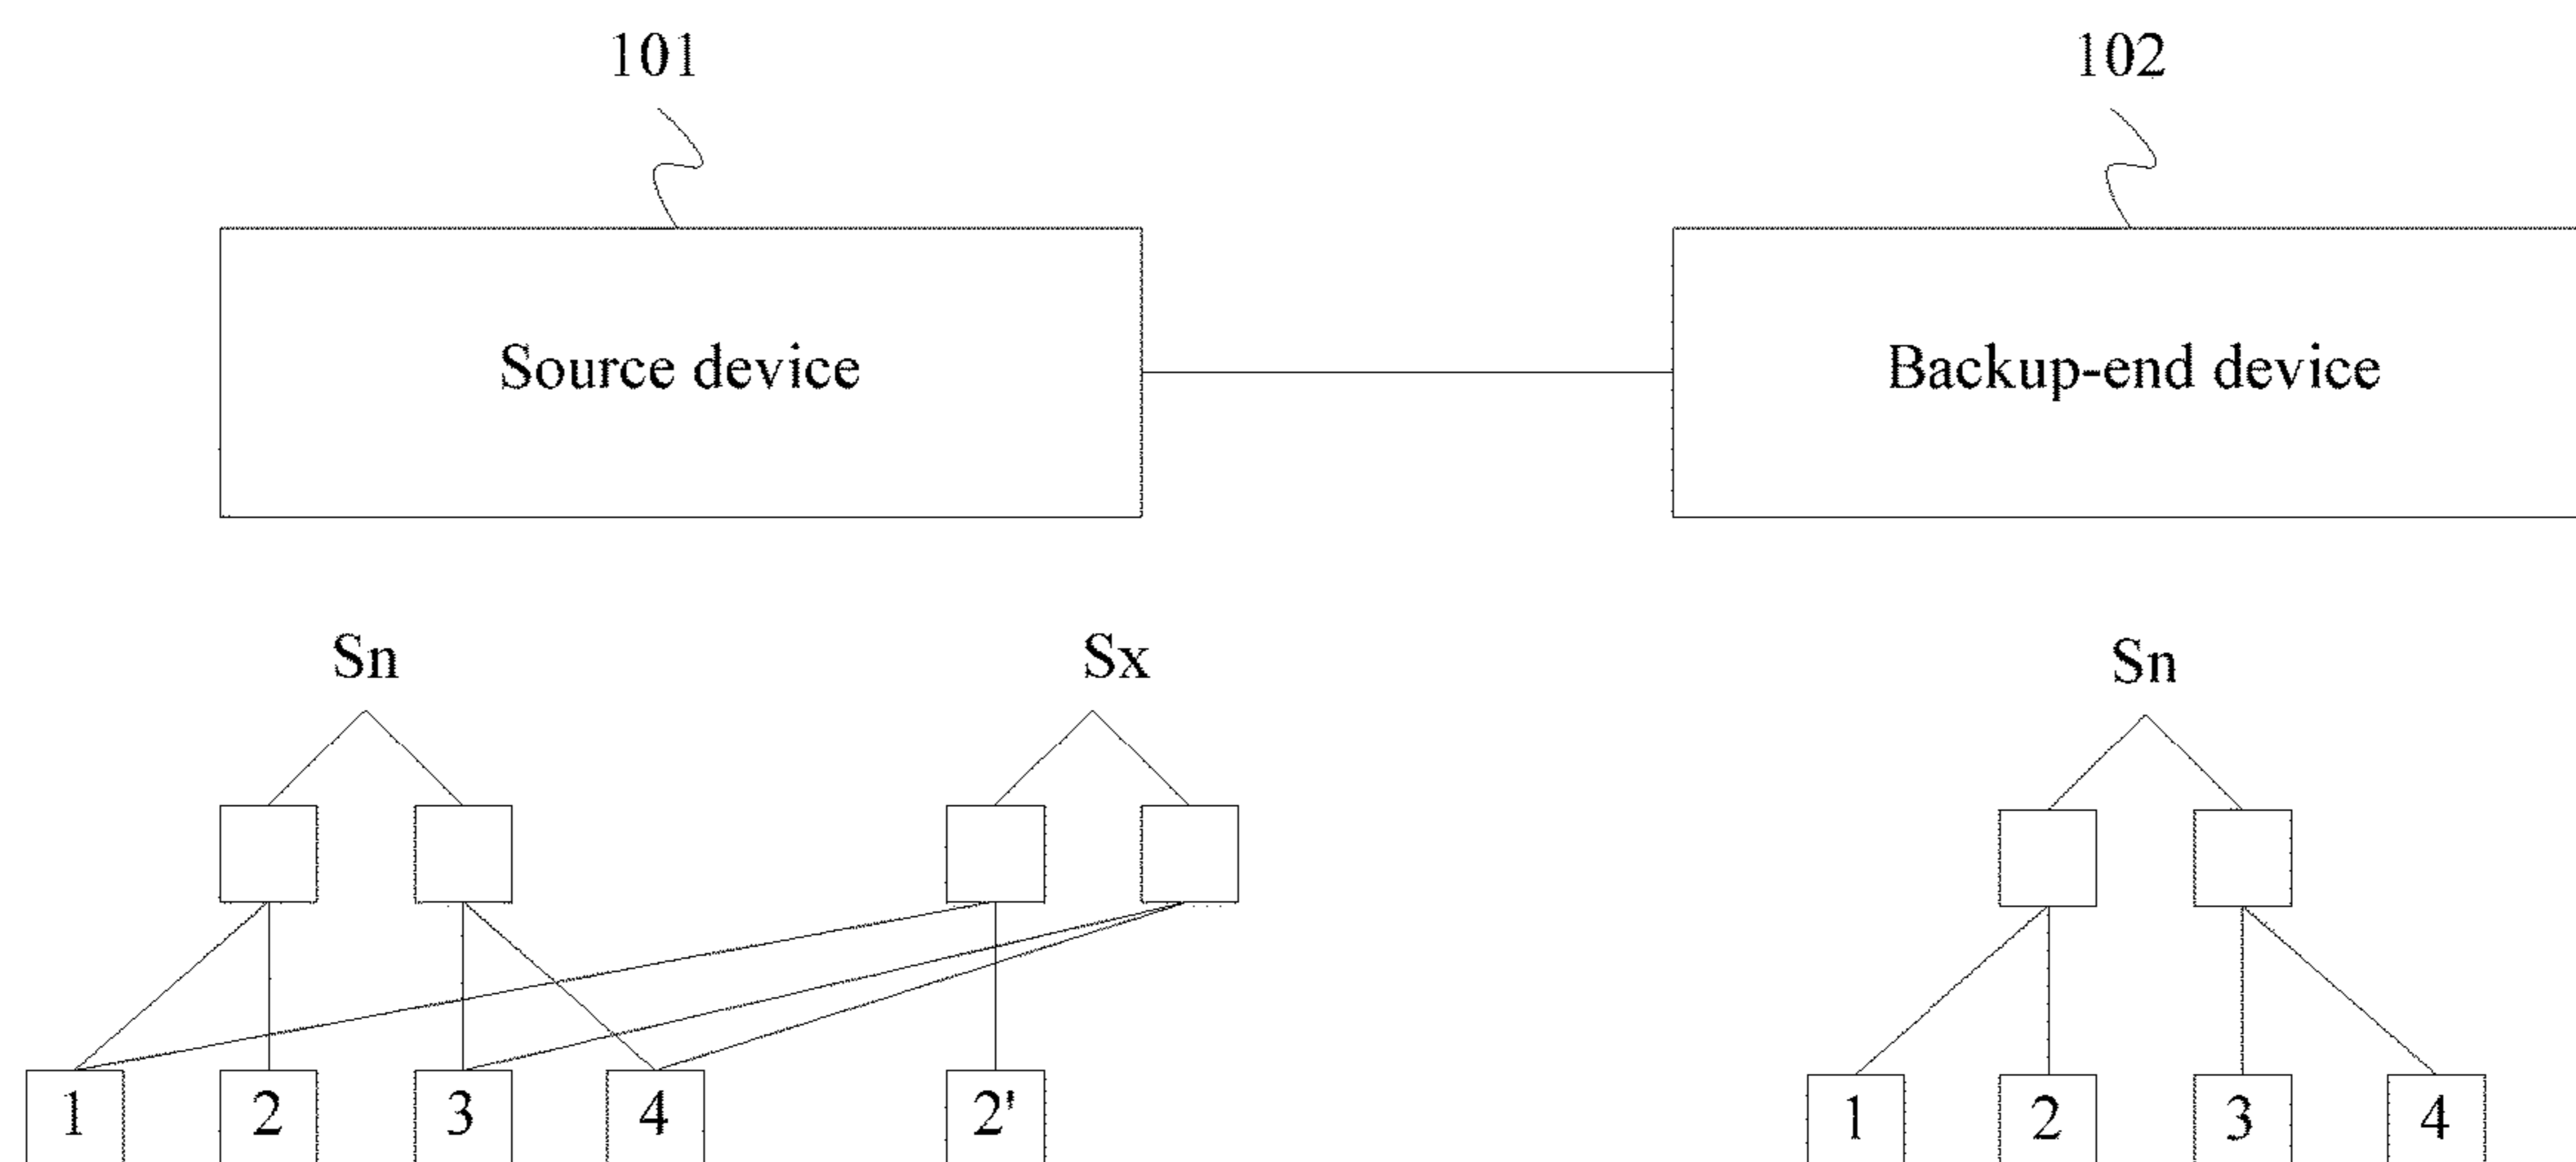 101 102
Source device Backup-end device
Sn Sx Sn
1 2 3 4 2' 1 2 3 4